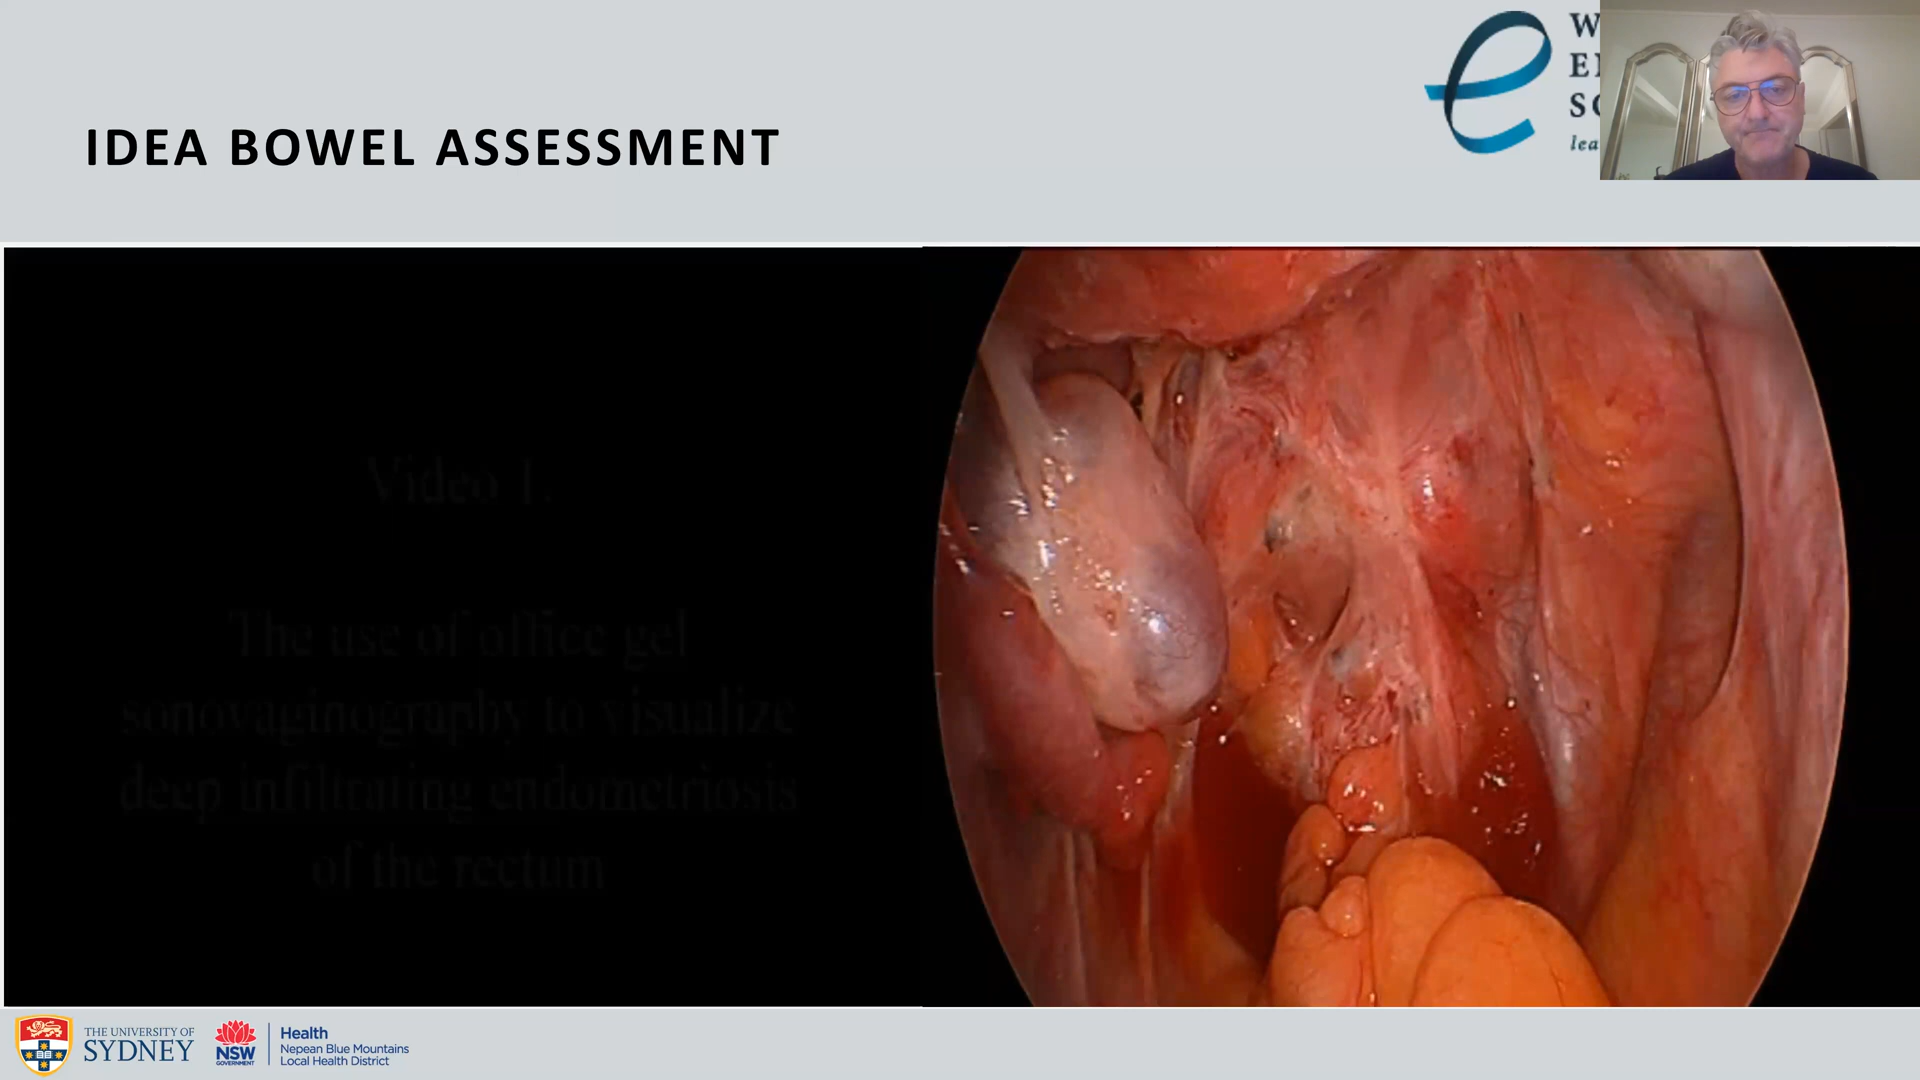 IDEA BOWEL ASSESSMENT
Video 1.
The use of office gel
sonovaginography to visualize
deep infiltrating endometriosis
of the rectum
THE UNIVERSITY OF
SYDNEY
NSW
GOVERNMENT
Health
Nepean Blue Mountains
Local Health District